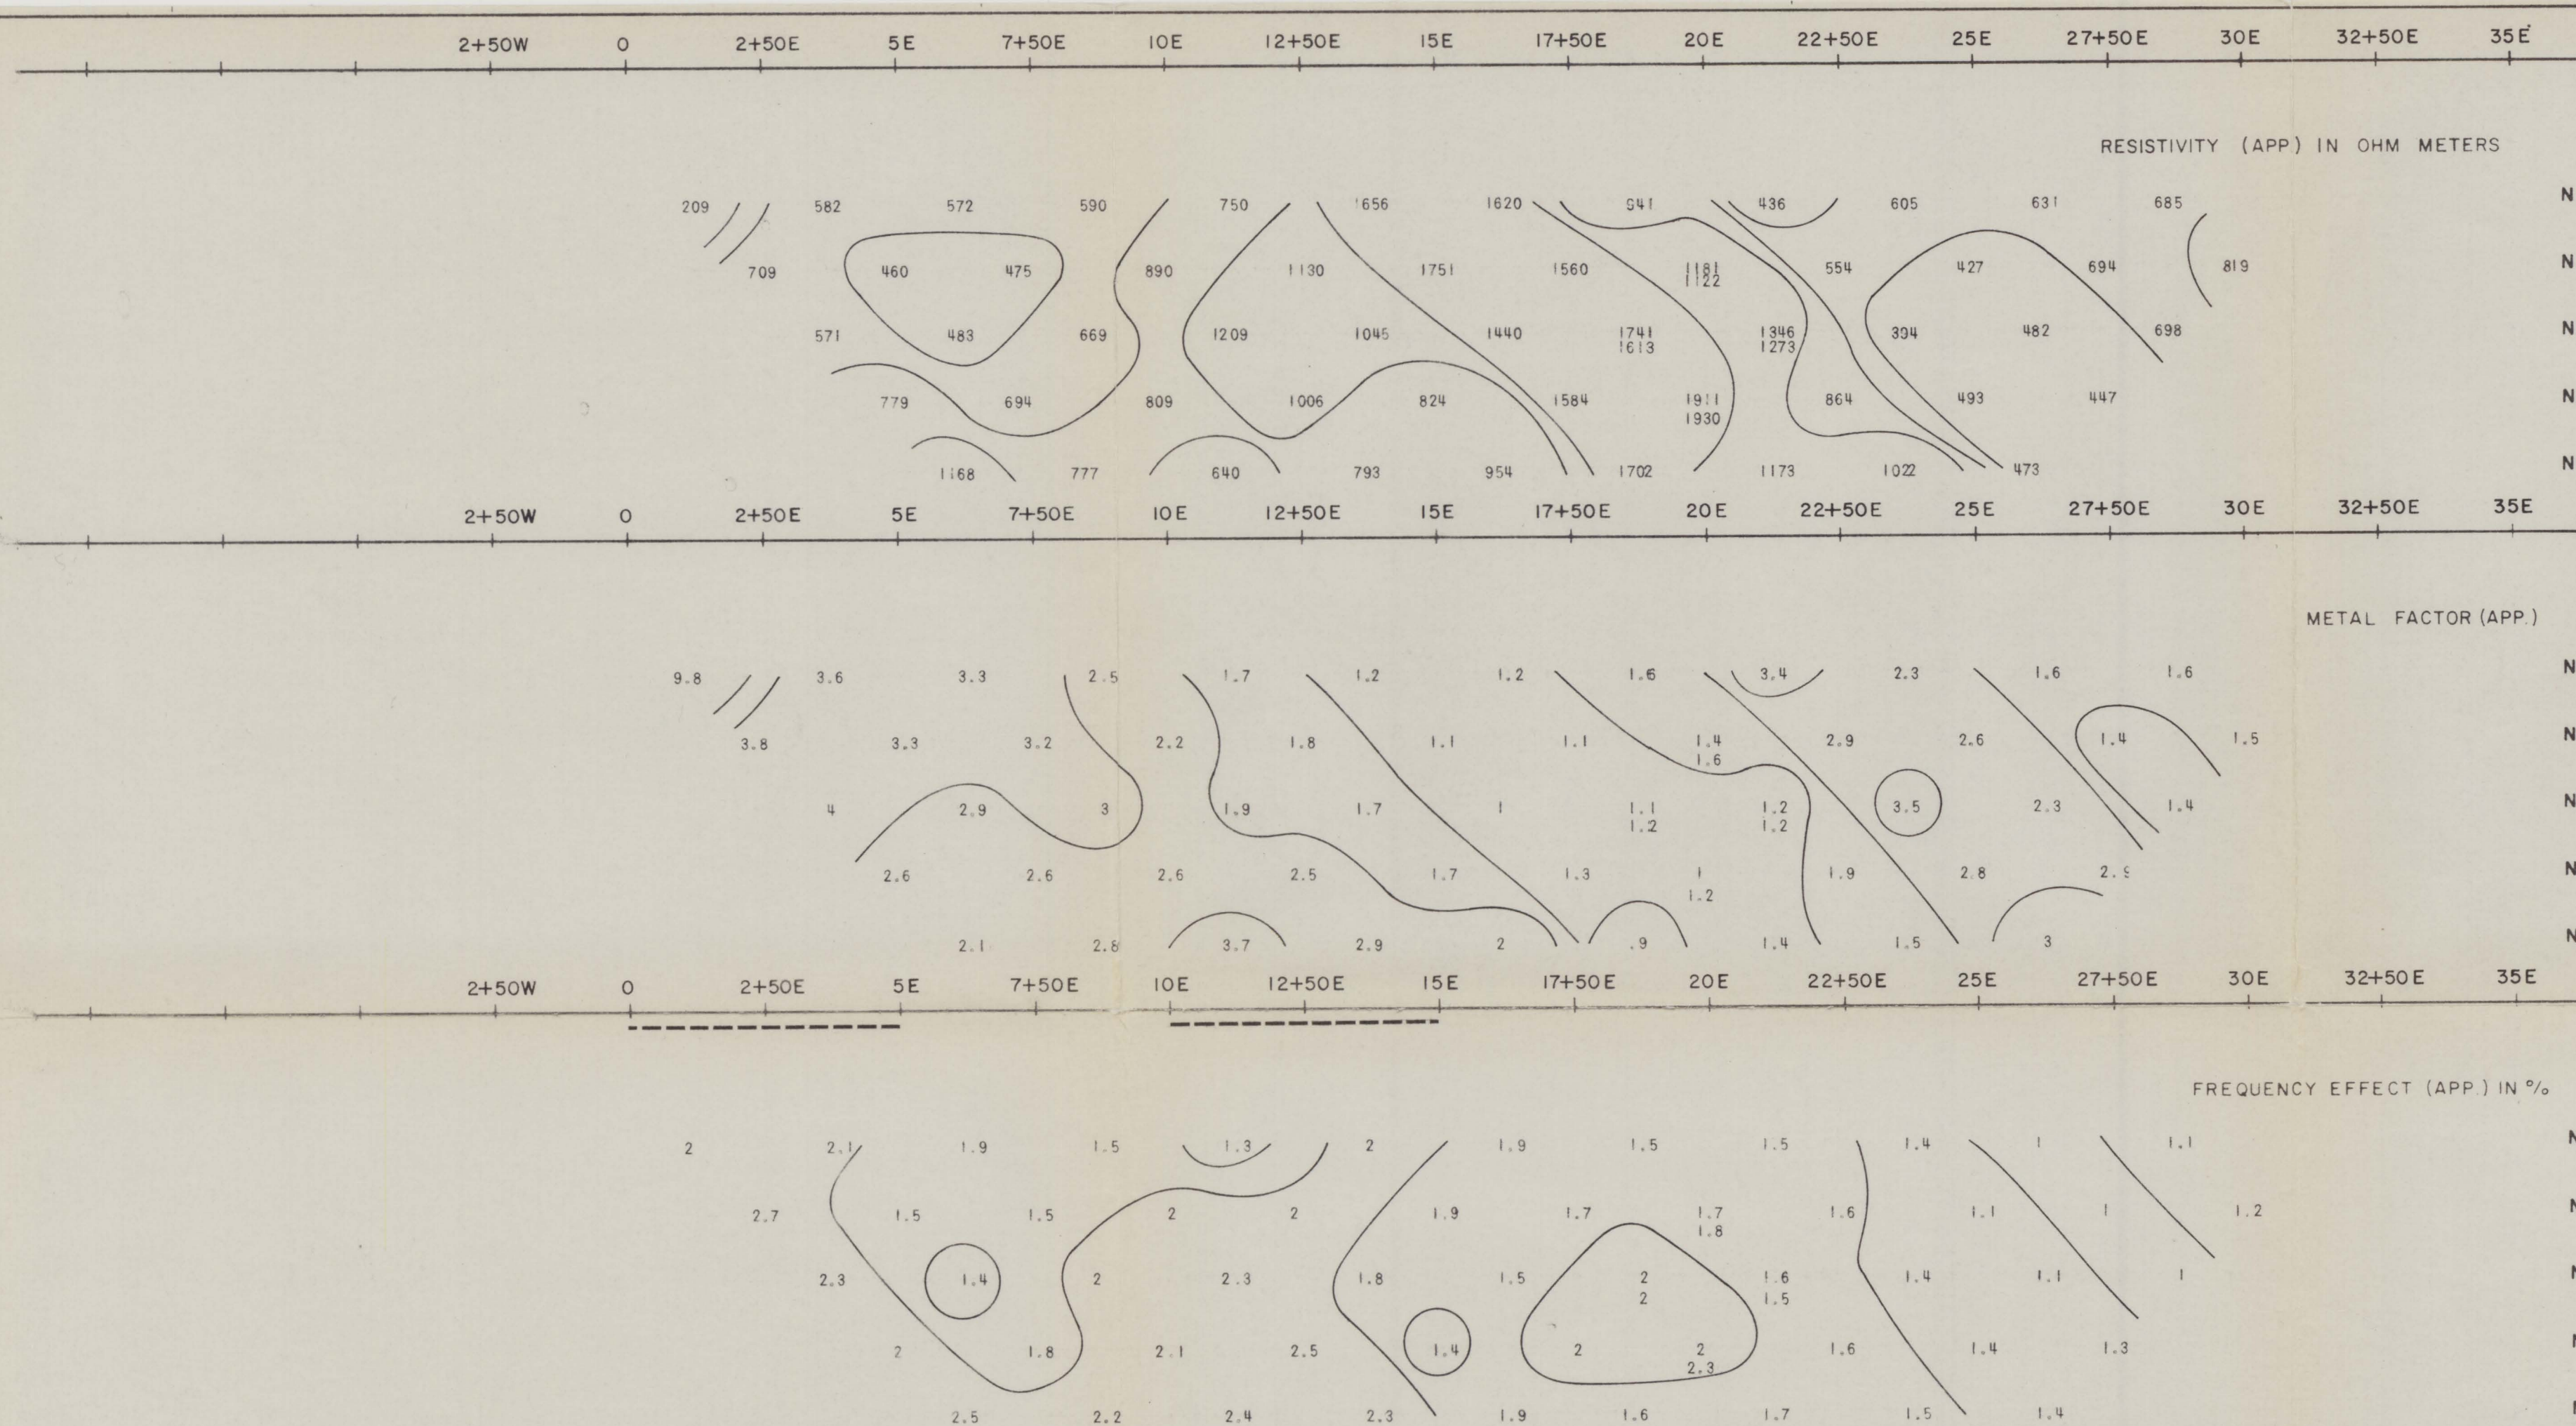 2+50W 0 2+50E 5E 7+50E 10E 12+50E 15E 17+50E 20E 22+50E 25E 27+50E 30E 32+50E 35E
RESISTIVITY (APP.) IN OHM METERS
209 582 572 590 750 1656 1620 941 436 605 631 685 N
709 460 475 890 1130 1751 1560 1181 554 427 694 819 N
1122
571 483 669 1209 1045 1440 1741 1346 394 482 698 N
1613 1273
779 694 809 1006 824 1584 1911 864 493 447 N
1930
1168 777 640 793 954 1702 1173 1022 473 N
2+50W 0 2+50E 5E 7+50E 10E 12+50E 15E 17+50E 20E 22+50E 25E 27+50E 30E 32+50E 35E
METAL FACTOR (APP.)
9.8 3.6 3.3 2.5 1.7 1.2 1.2 1.6 3.4 2.3 1.6 1.6 N
3.8 3.3 3.2 2.2 1.8 1.1 1.1 1.4 2.9 2.6 1.4 1.5 N
1.6
4 2.9 3 1.9 1.7 1 1.1 1.2 3.5 2.3 1.4 N
1.2 1.2
2.6 2.6 2.6 2.5 1.7 1.3 1 1.9 2.8 2.9 N
1.2
2.1 2.8 3.7 2.9 2 .9 1.4 1.5 3 N
2+50W 0 2+50E 5E 7+50E 10E 12+50E 15E 17+50E 20E 22+50E 25E 27+50E 30E 32+50E 35E
FREQUENCY EFFECT (APP.) IN %
2 2.1 1.9 1.5 1.3 2 1.9 1.5 1.5 1.4 1 1.1 N
2.7 1.5 1.5 2 2 1.9 1.7 1.7 1.6 1.1 1 1.2 N
1.8
2.3 1.4 2 2.3 1.8 1.5 2 1.6 1.4 1.1 1 N
2 1.5
2 1.8 2.1 2.5 1.4 2 2 1.6 1.4 1.3 N
2.3
2.5 2.2 2.4 2.3 1.9 1.6 1.7 1.5 1.4